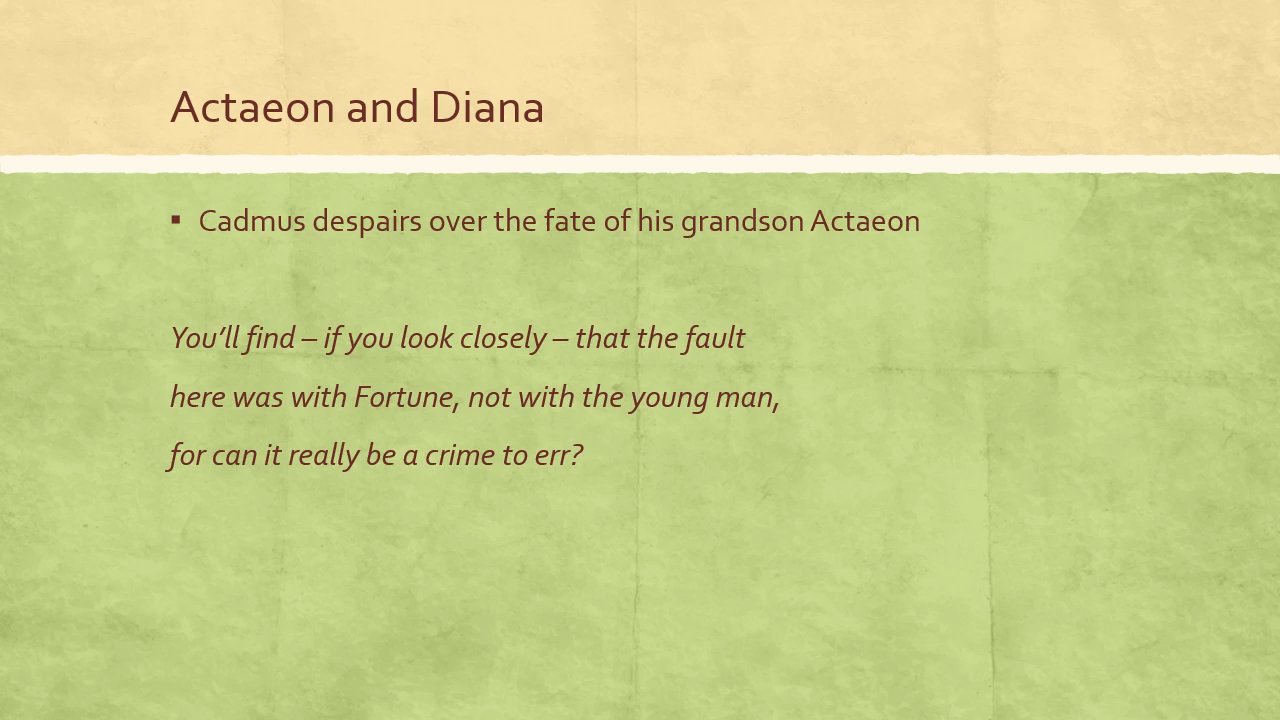 Actaeon and Diana
▪ Cadmus despairs over the fate of his grandson Actaeon
You’ll find – if you look closely – that the fault
here was with Fortune, not with the young man,
for can it really be a crime to err?